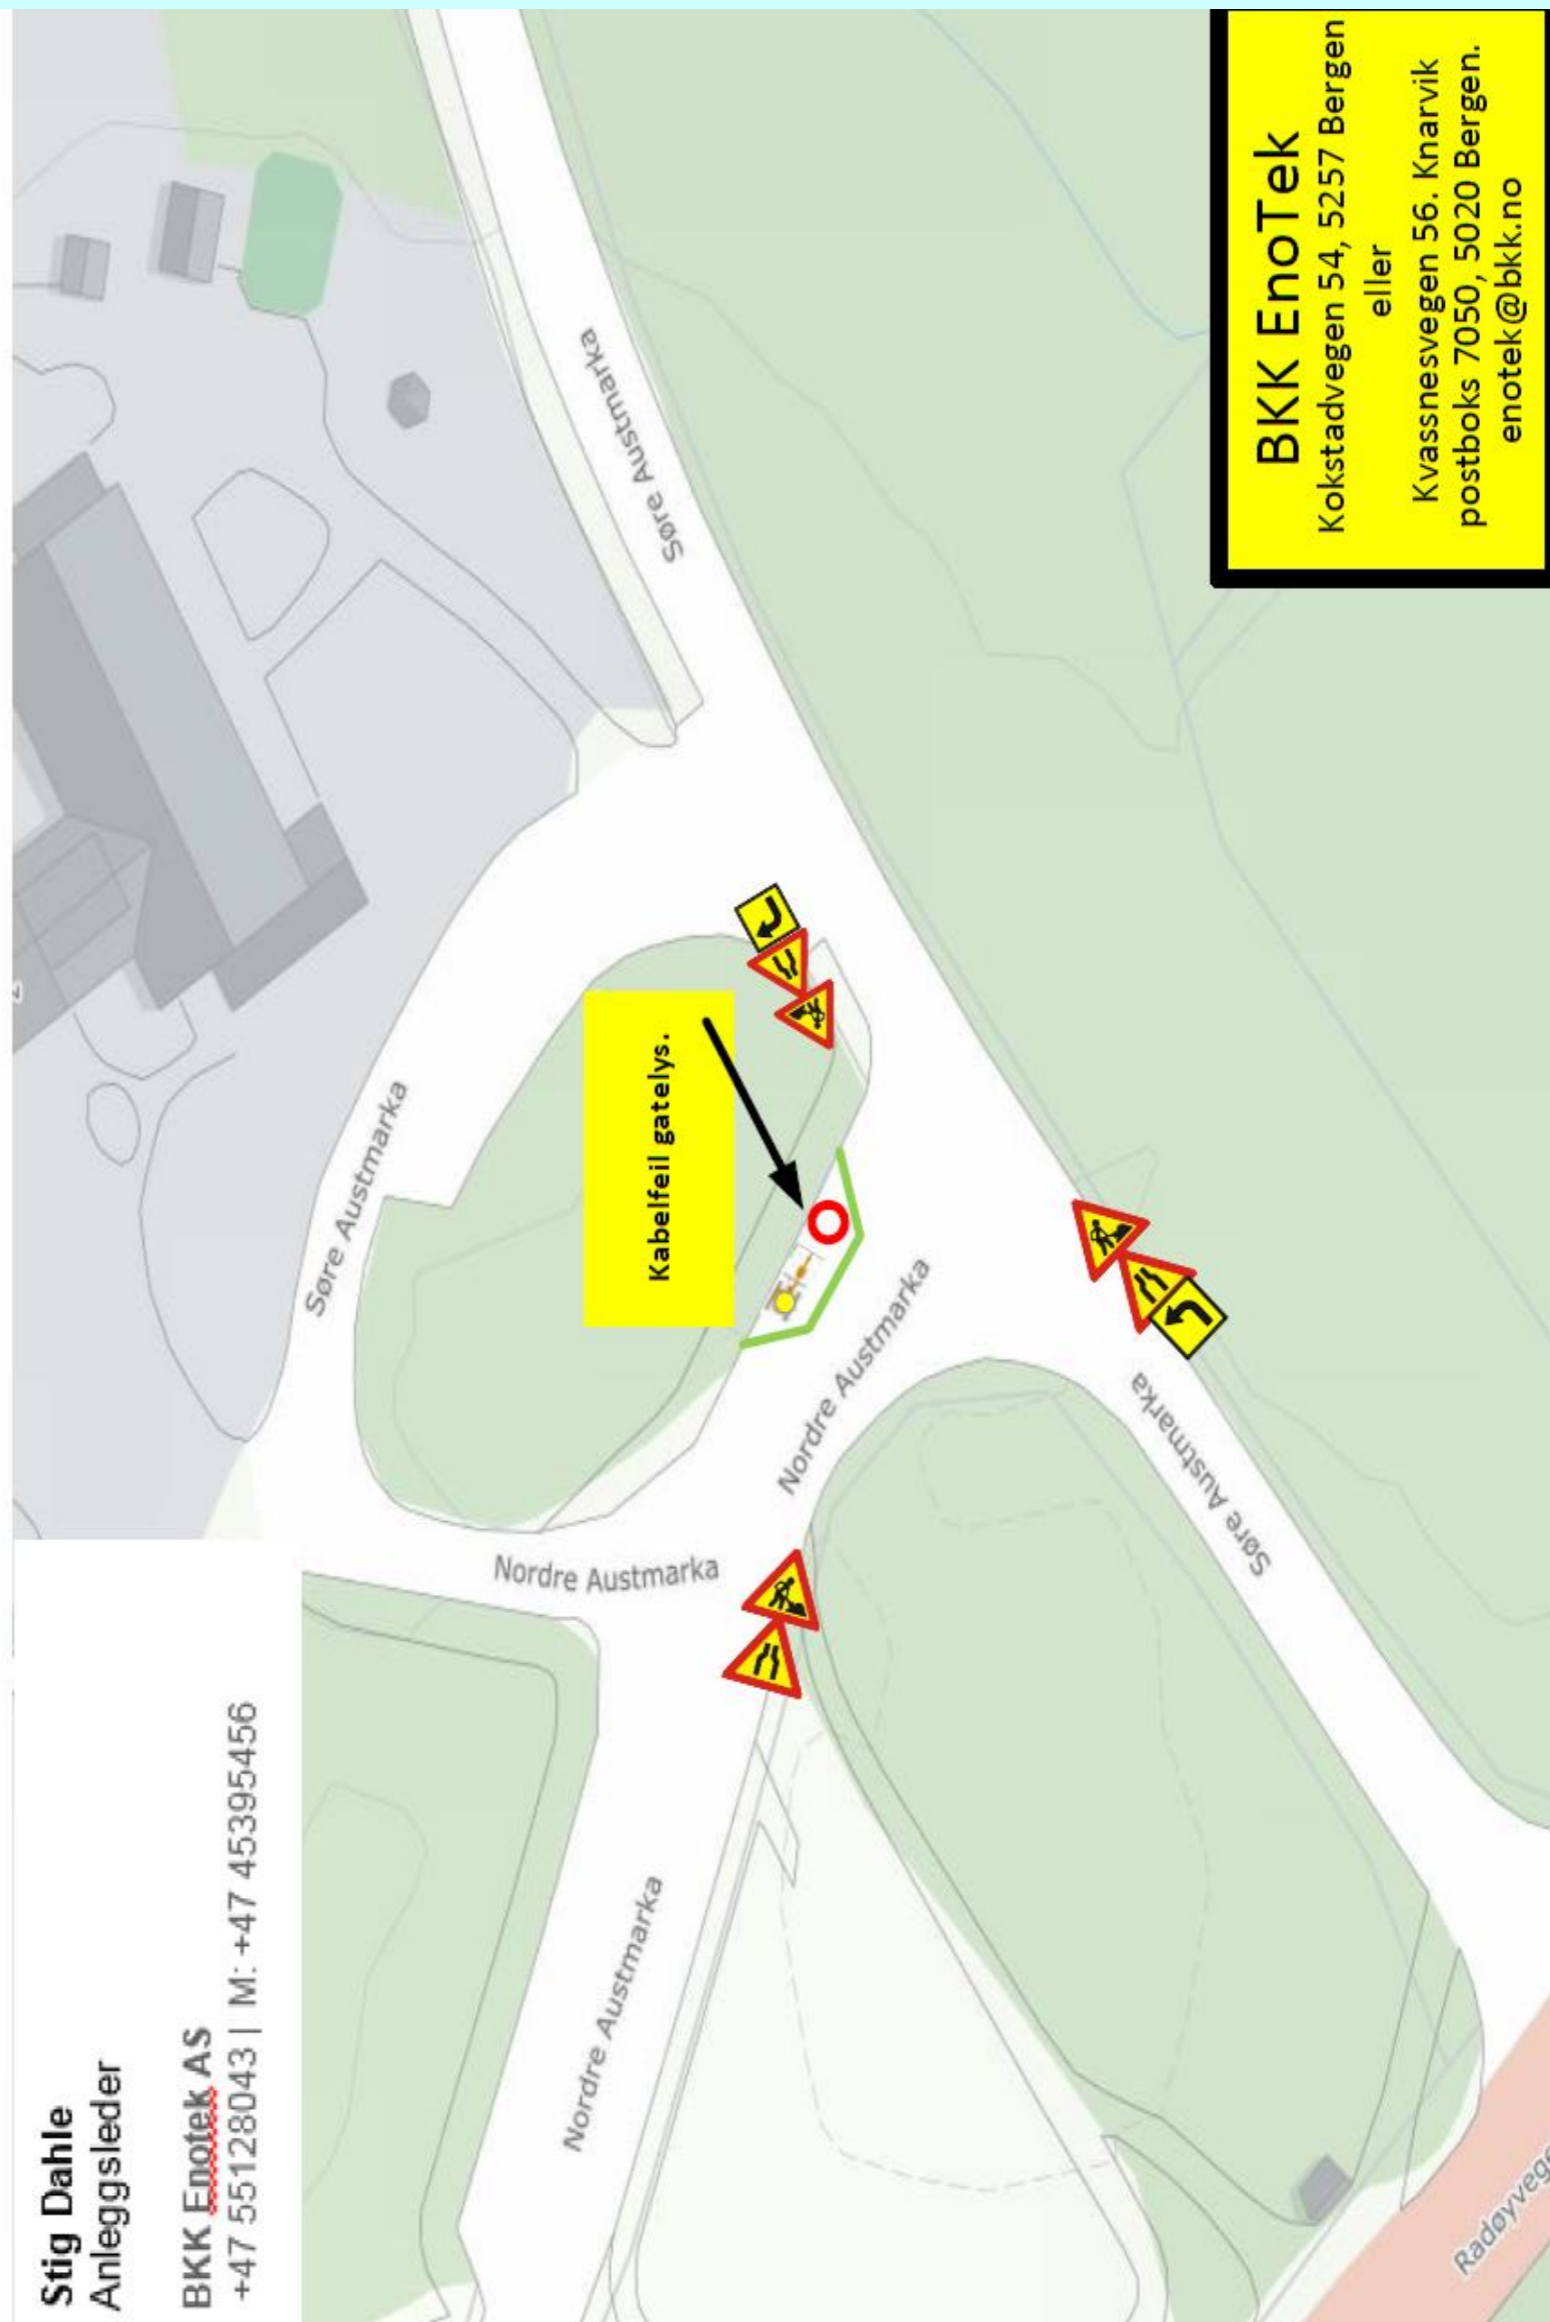 Stig Dahle
Anleggsleder
BKK Enotek AS
+47 55128043 | M: +47 45395456
Nordre Austmarka
Nordre Austmarka
Nordre Austmarka
Søre Austmarka
Søre Austmarka
Søre Austmarka
Kabelfeil gatelys.
BKK EnoTek
Kokstadvegen 54, 5257 Bergen
eller
Kvassnesvegen 56. Knarvik
postboks 7050, 5020 Bergen.
enotek@bkk.no